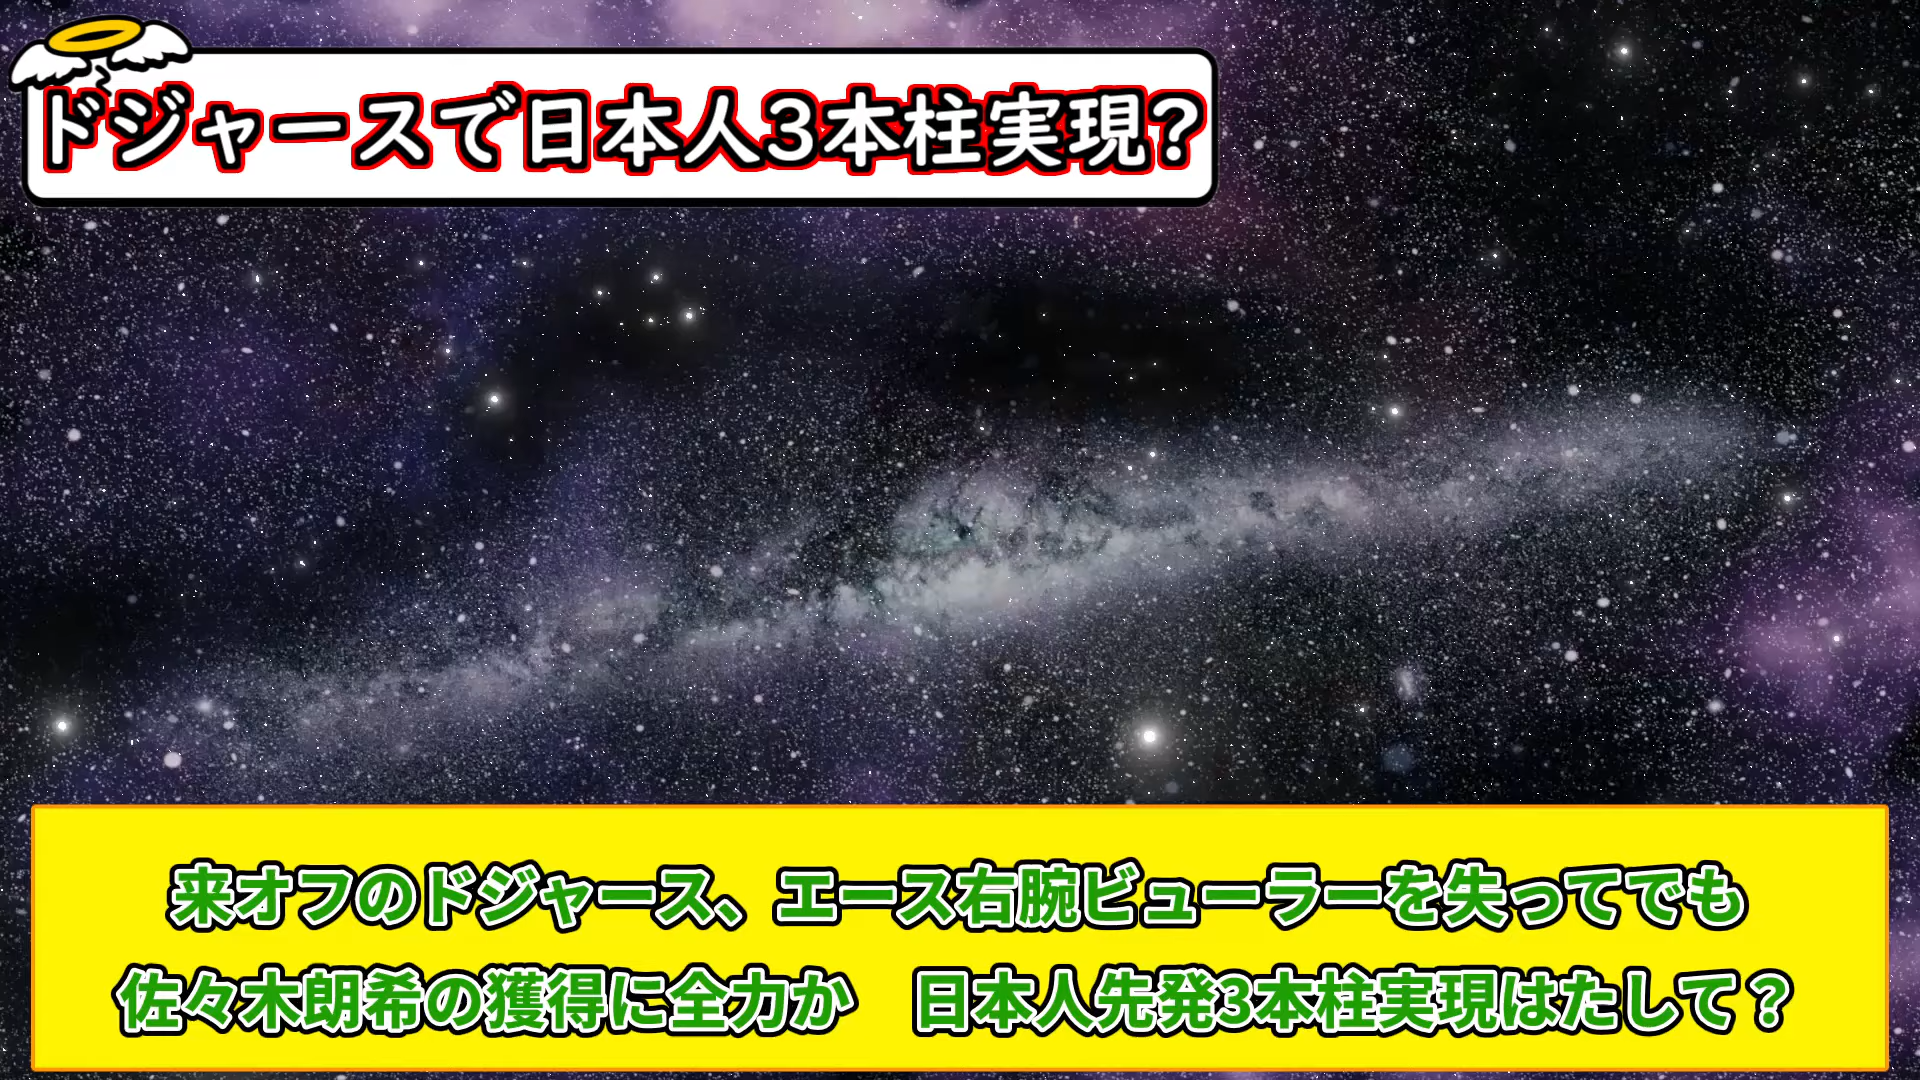 ドジャースで日本人3本柱実現?
来オフのドジャース、エース右腕ビューラーを失ってでも
佐々木朗希の獲得に全力か　日本人先発3本柱実現はたして？